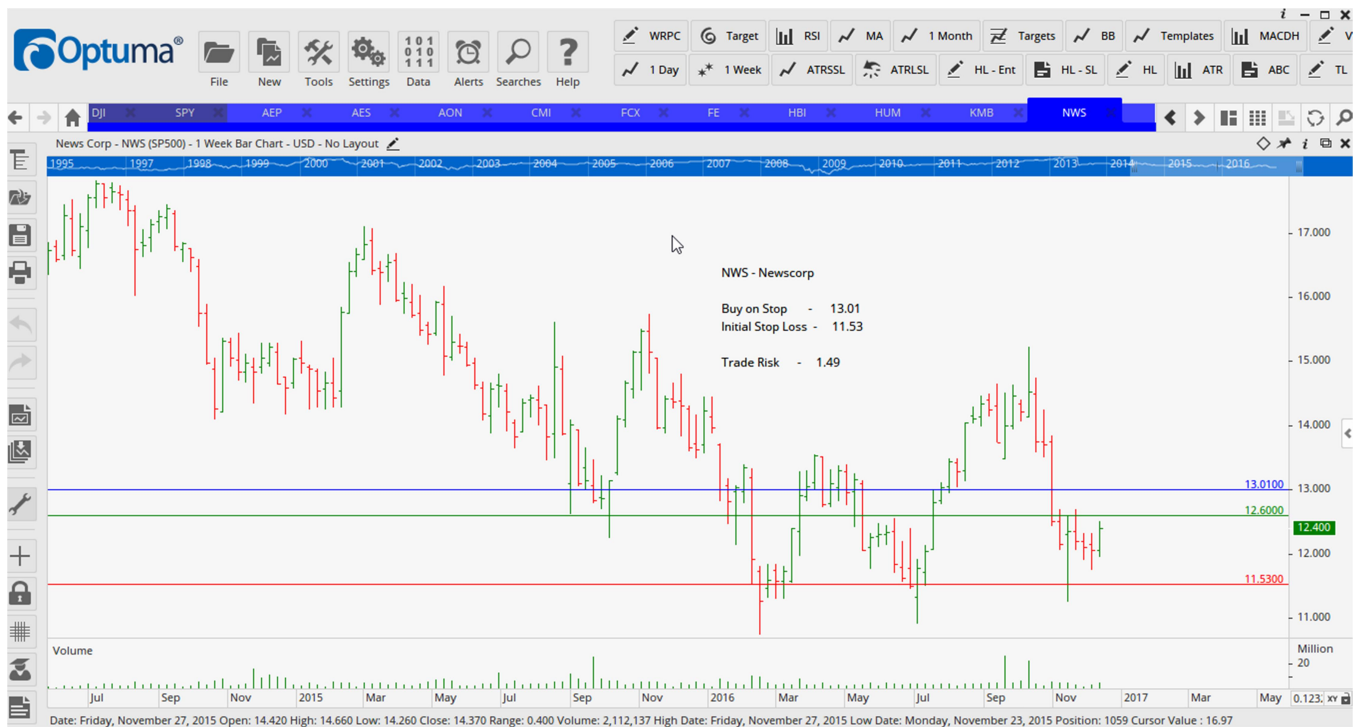 Optuma®
File New Tools Settings Data Alerts Searches Help
WRPC Target RSI MA 1 Month Targets BB Templates MACDH V
1 Day 1 Week ATRSSL ATRLSL HL - Ent HL - SL HL ATR ABC TL
DJI SPY AEP AES AON CMI FCX FE HBI HUM KMB NWS
News Corp - NWS (SP500) - 1 Week Bar Chart - USD - No Layout
1995 1997 1998 1999 2000 2001 2002 2003 2004 2005 2006 2007 2008 2009 2010 2011 2012 2013 2014 2015 2016
17.000
NWS - Newscorp
16.000
Buy on Stop - 13.01
Initial Stop Loss - 11.53
Trade Risk - 1.49
15.000
14.000
13.0100 13.000
12.6000
12.400
12.000
11.5300
11.000
Volume
Million
20
Jul Sep Nov 2015 Mar May Jul Sep Nov 2016 Mar May Jul Sep Nov 2017 Mar May 0.123 XY
Date: Friday, November 27, 2015 Open: 14.420 High: 14.660 Low: 14.260 Close: 14.370 Range: 0.400 Volume: 2,112,137 High Date: Friday, November 27, 2015 Low Date: Monday, November 23, 2015 Position: 1059 Cursor Value : 16.97